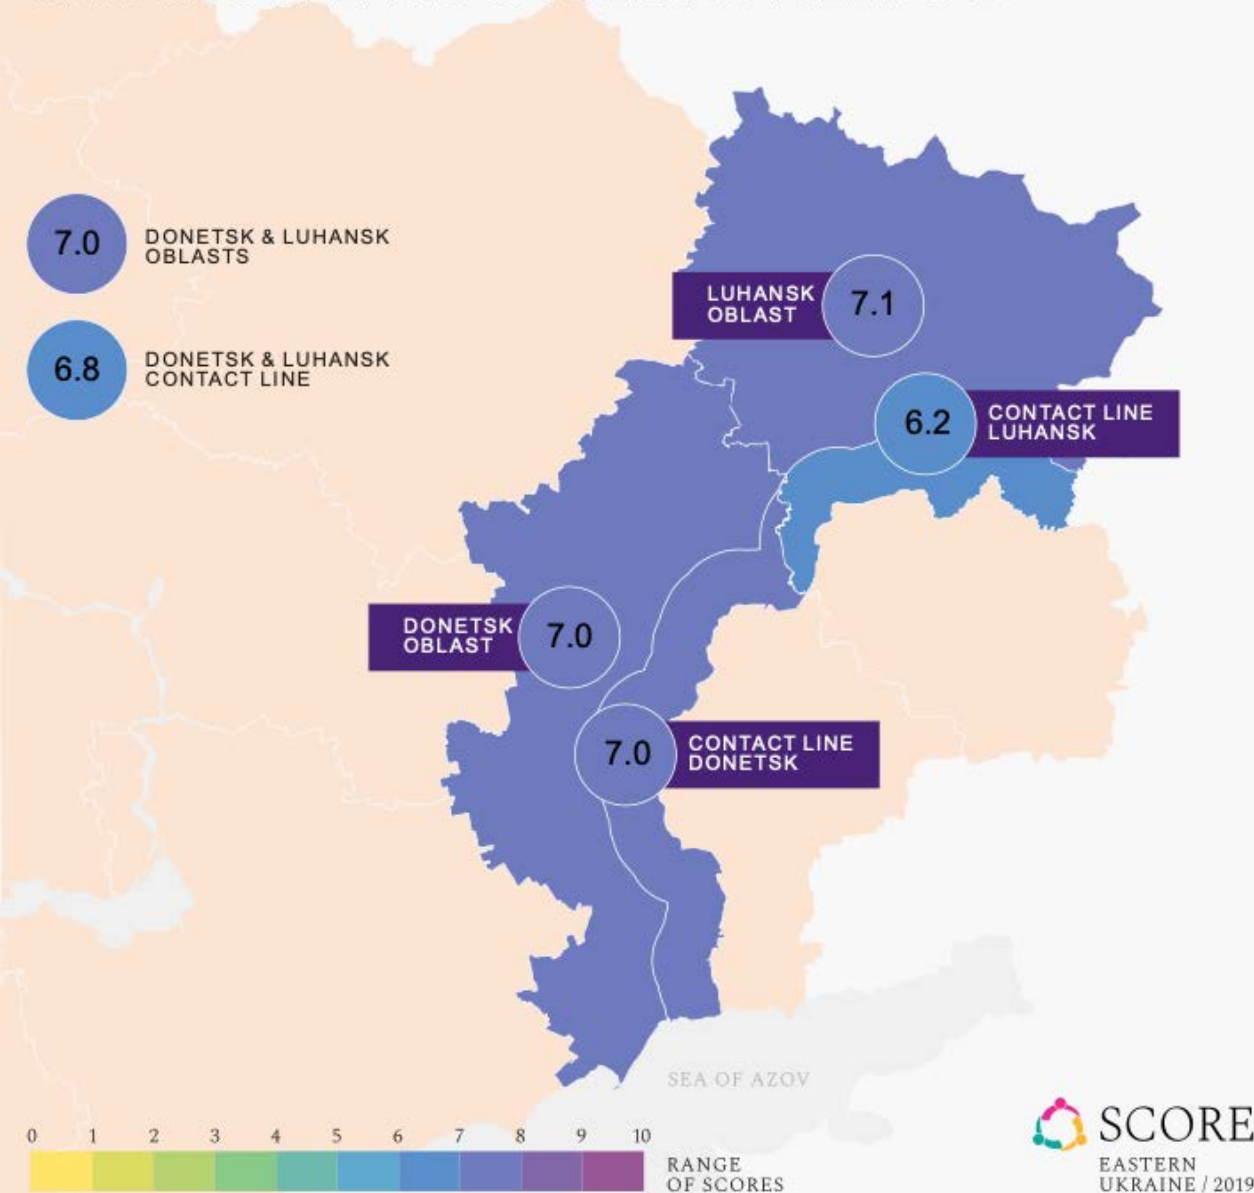 7.0
DONETSK & LUHANSK
OBLASTS
6.8
DONETSK & LUHANSK
CONTACT LINE
LUHANSK
OBLAST
7.1
6.2
CONTACT LINE
LUHANSK
DONETSK
OBLAST
7.0
7.0
CONTACT LINE
DONETSK
SEA OF AZOV
0 1 2 3 4 5 6 7 8 9 10
RANGE
OF SCORES
SCORE
EASTERN
UKRAINE / 2019